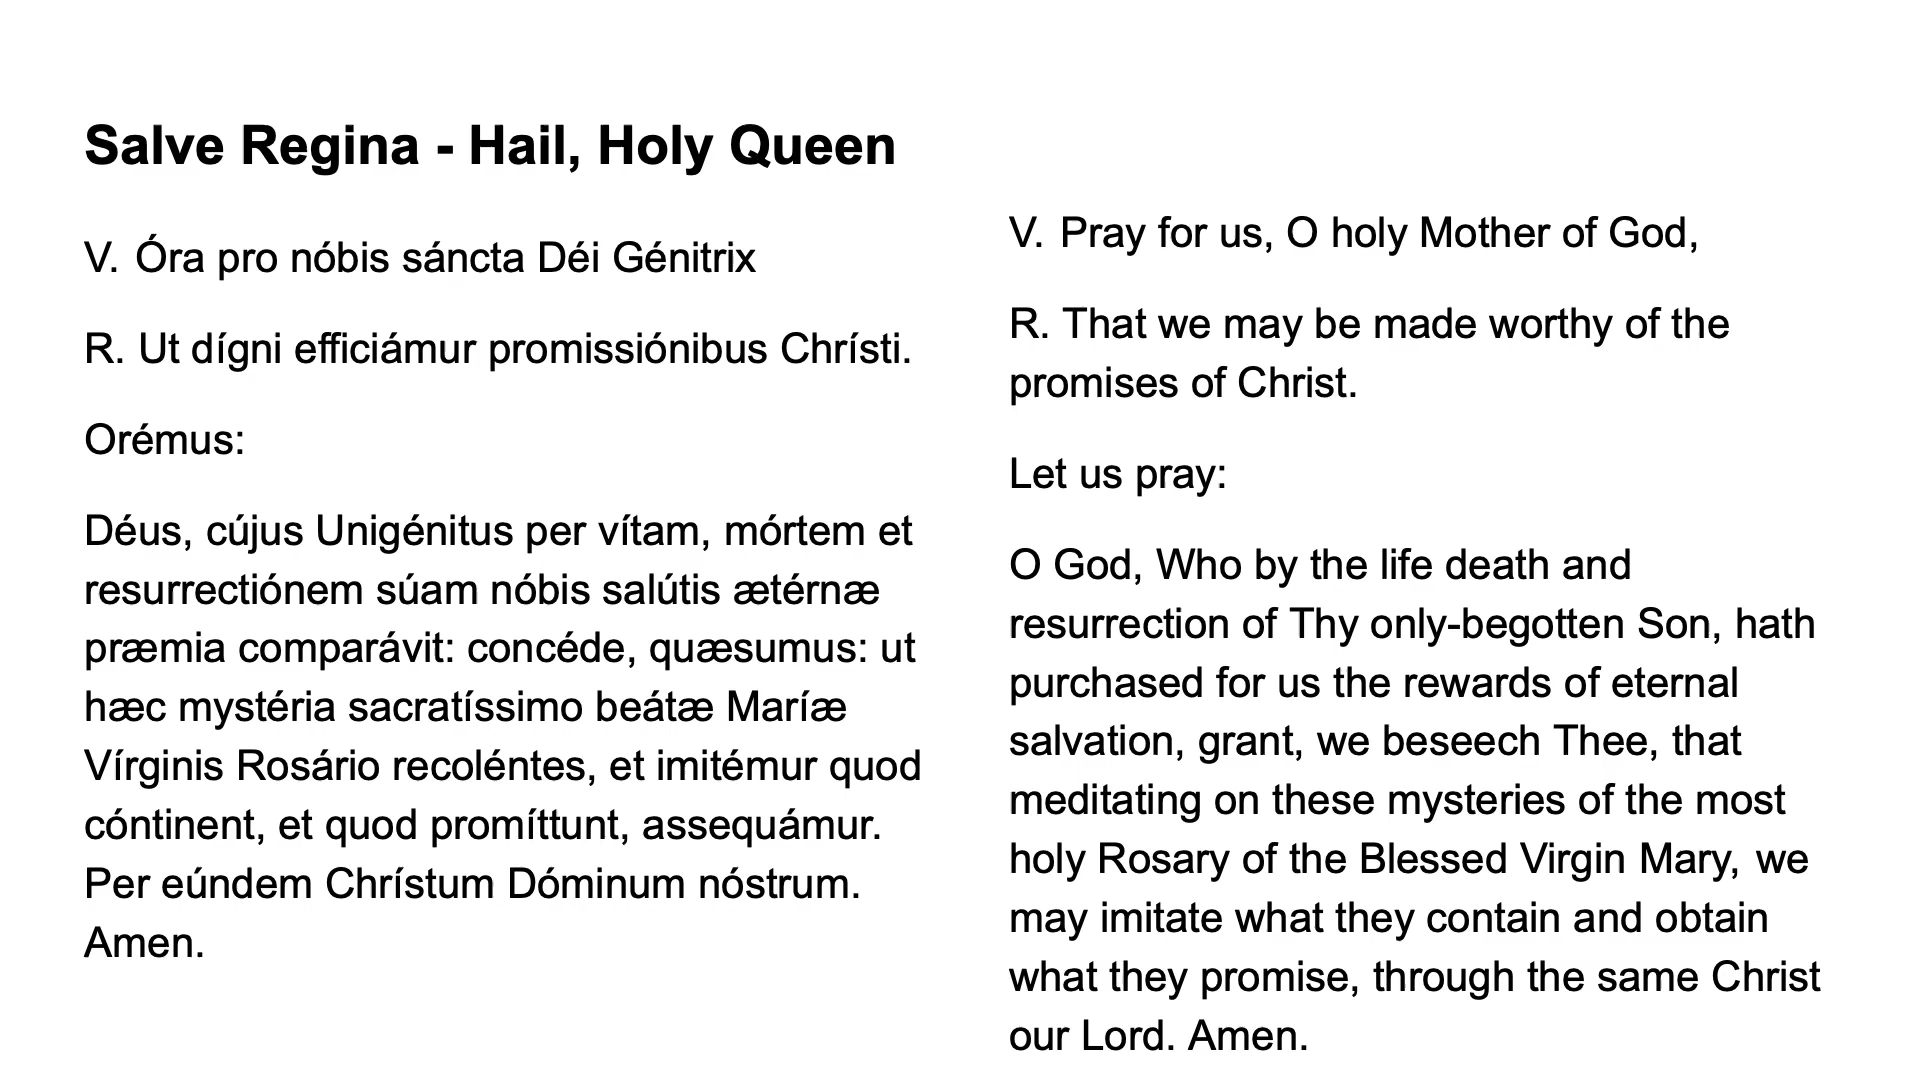 Salve Regina - Hail, Holy Queen
V. Óra pro nóbis sáncta Déi Génitrix
R. Ut dígni efficiámur promissiónibus Chrísti.
Orémus:
Déus, cújus Unigénitus per vítam, mórtem et
resurrectiónem súam nóbis salútis ætérnæ
præmia comparávit: concéde, quæsumus: ut
hæc mystéria sacratíssimo beátæ Maríæ
Vírginis Rosário recoléntes, et imitémur quod
cóntinent, et quod promíttunt, assequámur.
Per eúndem Chrístum Dóminum nóstrum.
Amen.
V. Pray for us, O holy Mother of God,
R. That we may be made worthy of the
promises of Christ.
Let us pray:
O God, Who by the life death and
resurrection of Thy only-begotten Son, hath
purchased for us the rewards of eternal
salvation, grant, we beseech Thee, that
meditating on these mysteries of the most
holy Rosary of the Blessed Virgin Mary, we
may imitate what they contain and obtain
what they promise, through the same Christ
our Lord. Amen.